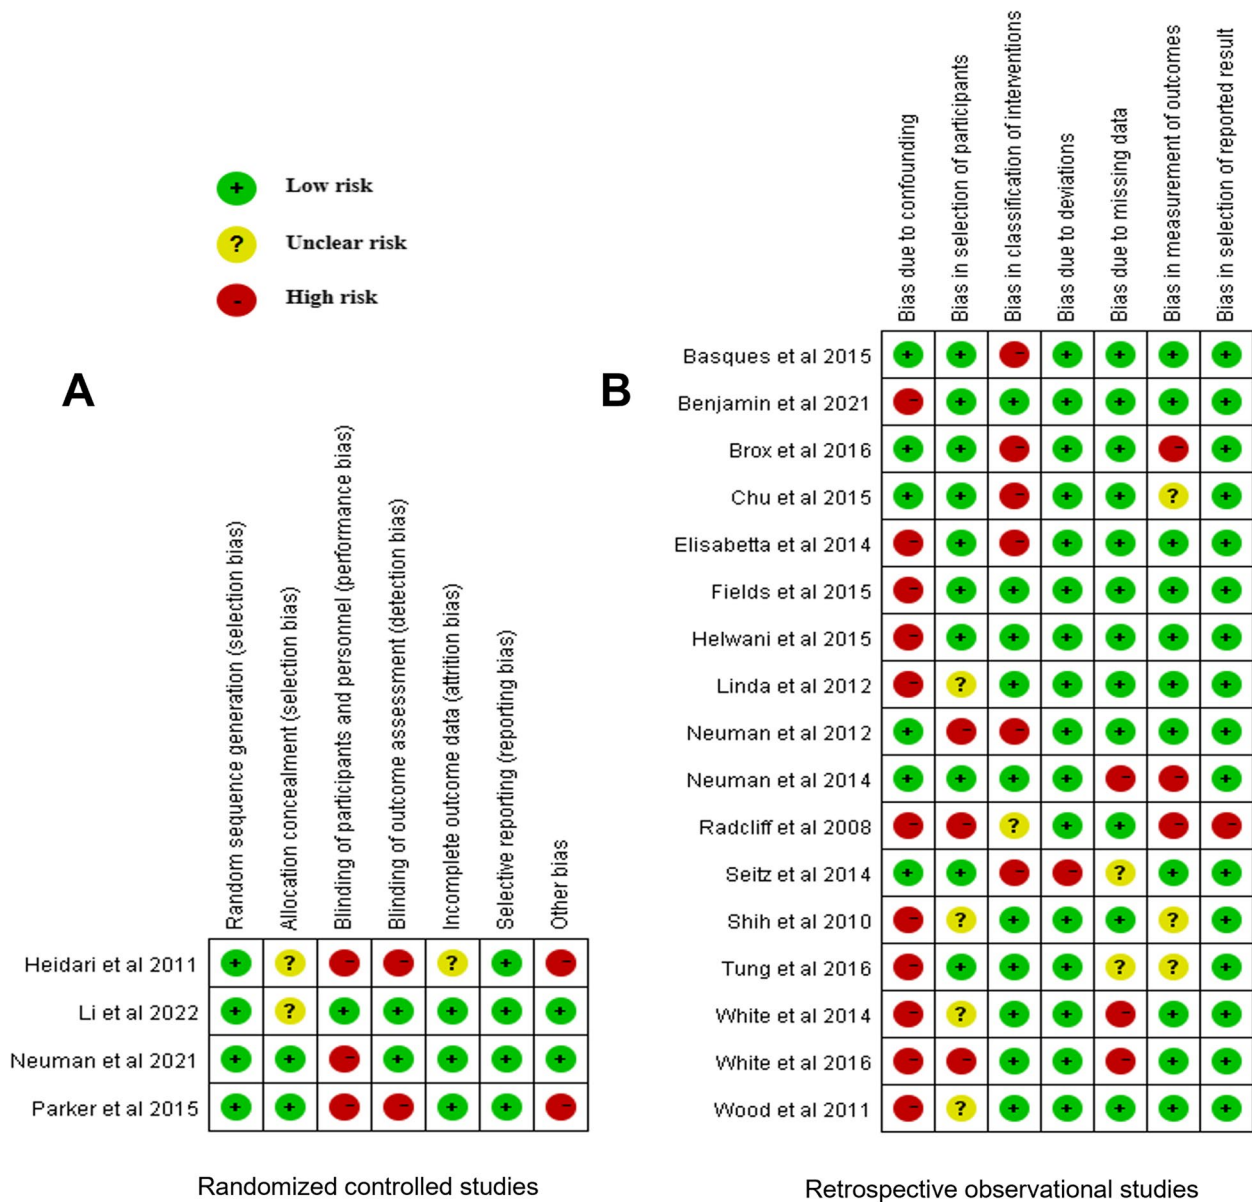 + Low risk
? Unclear risk
- High risk
A
Random sequence generation (selection bias)
Allocation concealment (selection bias)
Blinding of participants and personnel (performance bias)
Blinding of outcome assessment (detection bias)
Incomplete outcome data (attrition bias)
Selective reporting (reporting bias)
Other bias
Heidari et al 2011 + ? - - ? + -
Li et al 2022 + ? + + + + +
Neuman et al 2021 + + - + + + +
Parker et al 2015 + + - - + + -
Randomized controlled studies
B
Bias due to confounding
Bias in selection of participants
Bias in classification of interventions
Bias due to deviations
Bias due to missing data
Bias in measurement of outcomes
Bias in selection of reported result
Basques et al 2015 + + - + + + +
Benjamin et al 2021 - + + + + + +
Brox et al 2016 + + - + + - +
Chu et al 2015 + + - + + ? +
Elisabetta et al 2014 - + - + + + +
Fields et al 2015 - + + + + + +
Helwani et al 2015 - + + + + + +
Linda et al 2012 - ? + + + + +
Neuman et al 2012 + - - + + + +
Neuman et al 2014 + + + + - - +
Radcliff et al 2008 - - ? + + - -
Seitz et al 2014 + + - - ? + +
Shih et al 2010 - ? + + + ? +
Tung et al 2016 - + + + ? ? +
White et al 2014 - ? + + - + +
White et al 2016 - - + + - + +
Wood et al 2011 - ? + + + + +
Retrospective observational studies